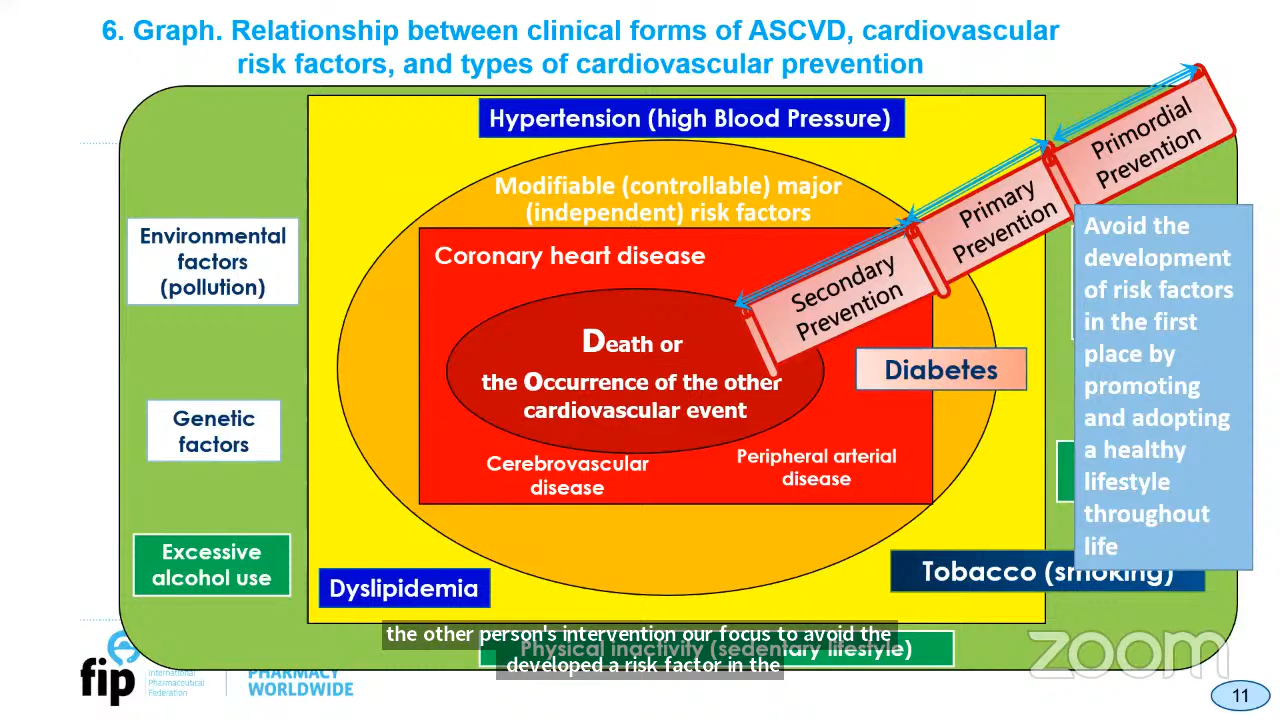 6. Graph. Relationship between clinical forms of ASCVD, cardiovascular
risk factors, and types of cardiovascular prevention
Hypertension (high Blood Pressure)
Modifiable (controllable) major
(independent) risk factors
Coronary heart disease
Death or
the Occurrence of the other
cardiovascular event
Cerebrovascular
disease
Peripheral arterial
disease
Secondary
Prevention
Primary
Prevention
Primordial
Prevention
Environmental
factors
(pollution)
Genetic
factors
Excessive
alcohol use
Diabetes
Dyslipidemia
Tobacco (smoking)
Avoid the
development
of risk factors
in the first
place by
promoting
and adopting
a healthy
lifestyle
throughout
life
Physical inactivity (sedentary lifestyle)
the other person's intervention our focus to avoid the
developed a risk factor in the
fip
International
Pharmaceutical
Federation
PHARMACY
WORLDWIDE
zoom
11